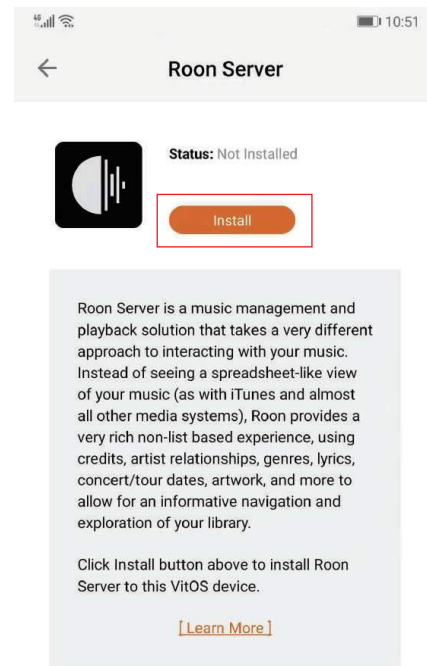 4G 10:51
Roon Server
Status: Not Installed
Install
Roon Server is a music management and
playback solution that takes a very different
approach to interacting with your music.
Instead of seeing a spreadsheet-like view
of your music (as with iTunes and almost
all other media systems), Roon provides a
very rich non-list based experience, using
credits, artist relationships, genres, lyrics,
concert/tour dates, artwork, and more to
allow for an informative navigation and
exploration of your library.
Click Install button above to install Roon
Server to this VitOS device.
[ Learn More ]